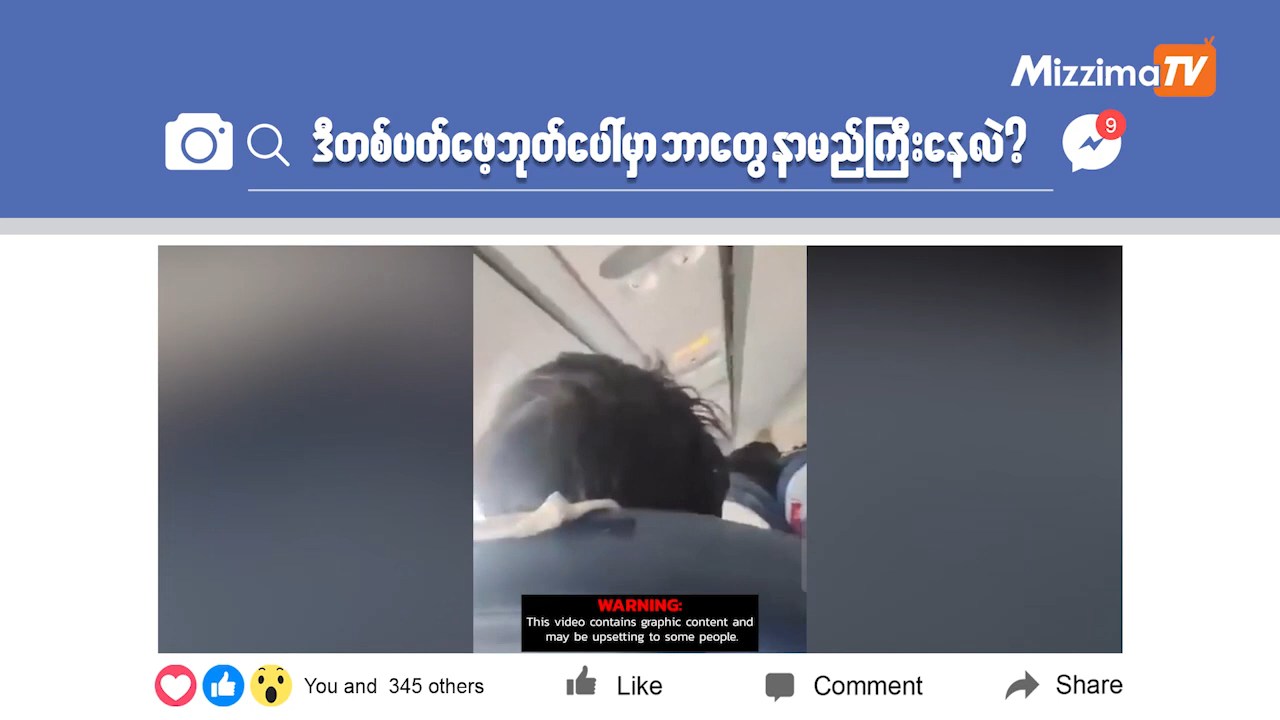 MizzimaTV
ဒီတစ်ပတ်ဖေ့ဘုတ်ပေါ်မှာ ဘာတွေ နာမည်ကြီးနေလဲ?
9
WARNING:
This video contains graphic content and
may be upsetting to some people.
You and 345 others
Like
Comment
Share